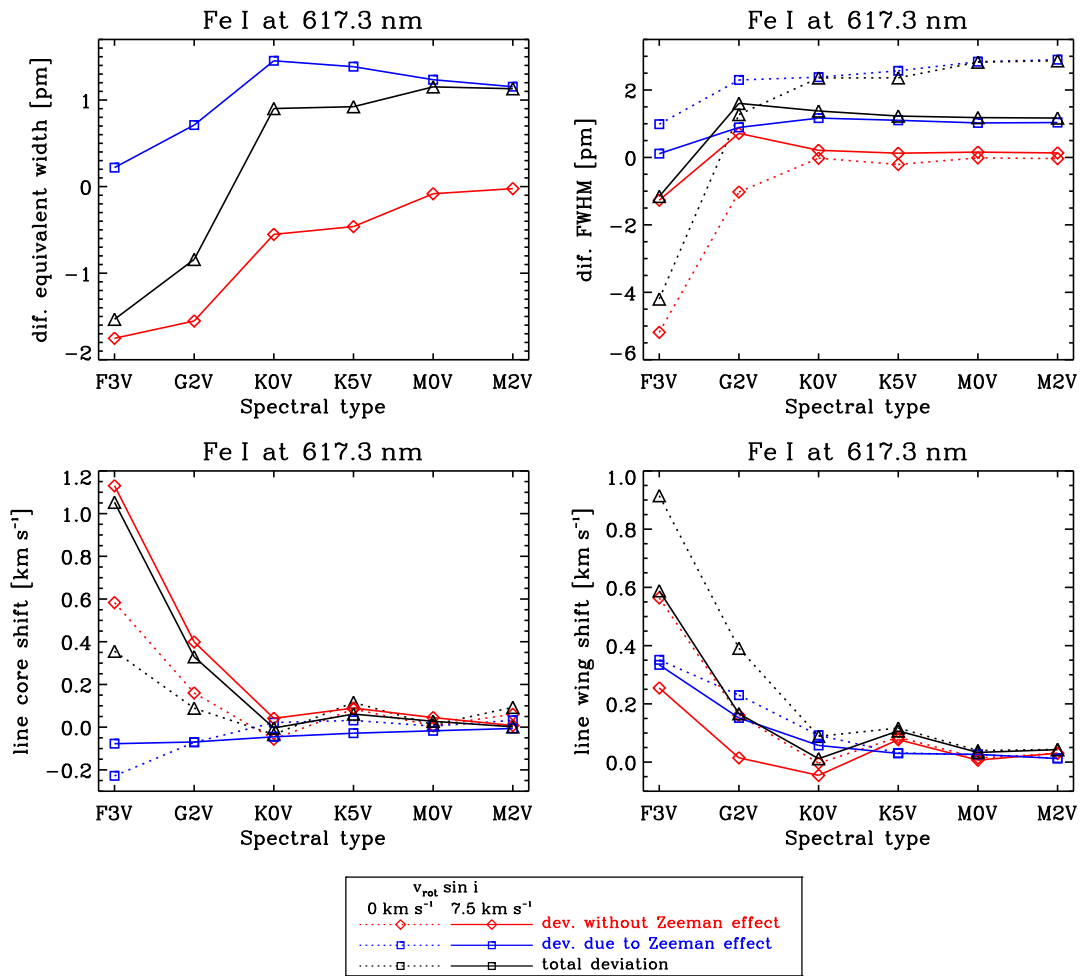 Fe I at 617.3 nm
dif. equivalent width [pm]
2
1
0
−1
−2
F3V G2V K0V K5V M0V M2V
Spectral type
Fe I at 617.3 nm
dif. FWHM [pm]
2
0
−2
−4
−6
F3V G2V K0V K5V M0V M2V
Spectral type
Fe I at 617.3 nm
line core shift [km s⁻¹]
1.2
1.0
0.8
0.6
0.4
0.2
0.0
−0.2
F3V G2V K0V K5V M0V M2V
Spectral type
Fe I at 617.3 nm
line wing shift [km s⁻¹]
1.0
0.8
0.6
0.4
0.2
0.0
F3V G2V K0V K5V M0V M2V
Spectral type
v_rot sin i
0 km s⁻¹ 7.5 km s⁻¹
dev. without Zeeman effect
dev. due to Zeeman effect
total deviation